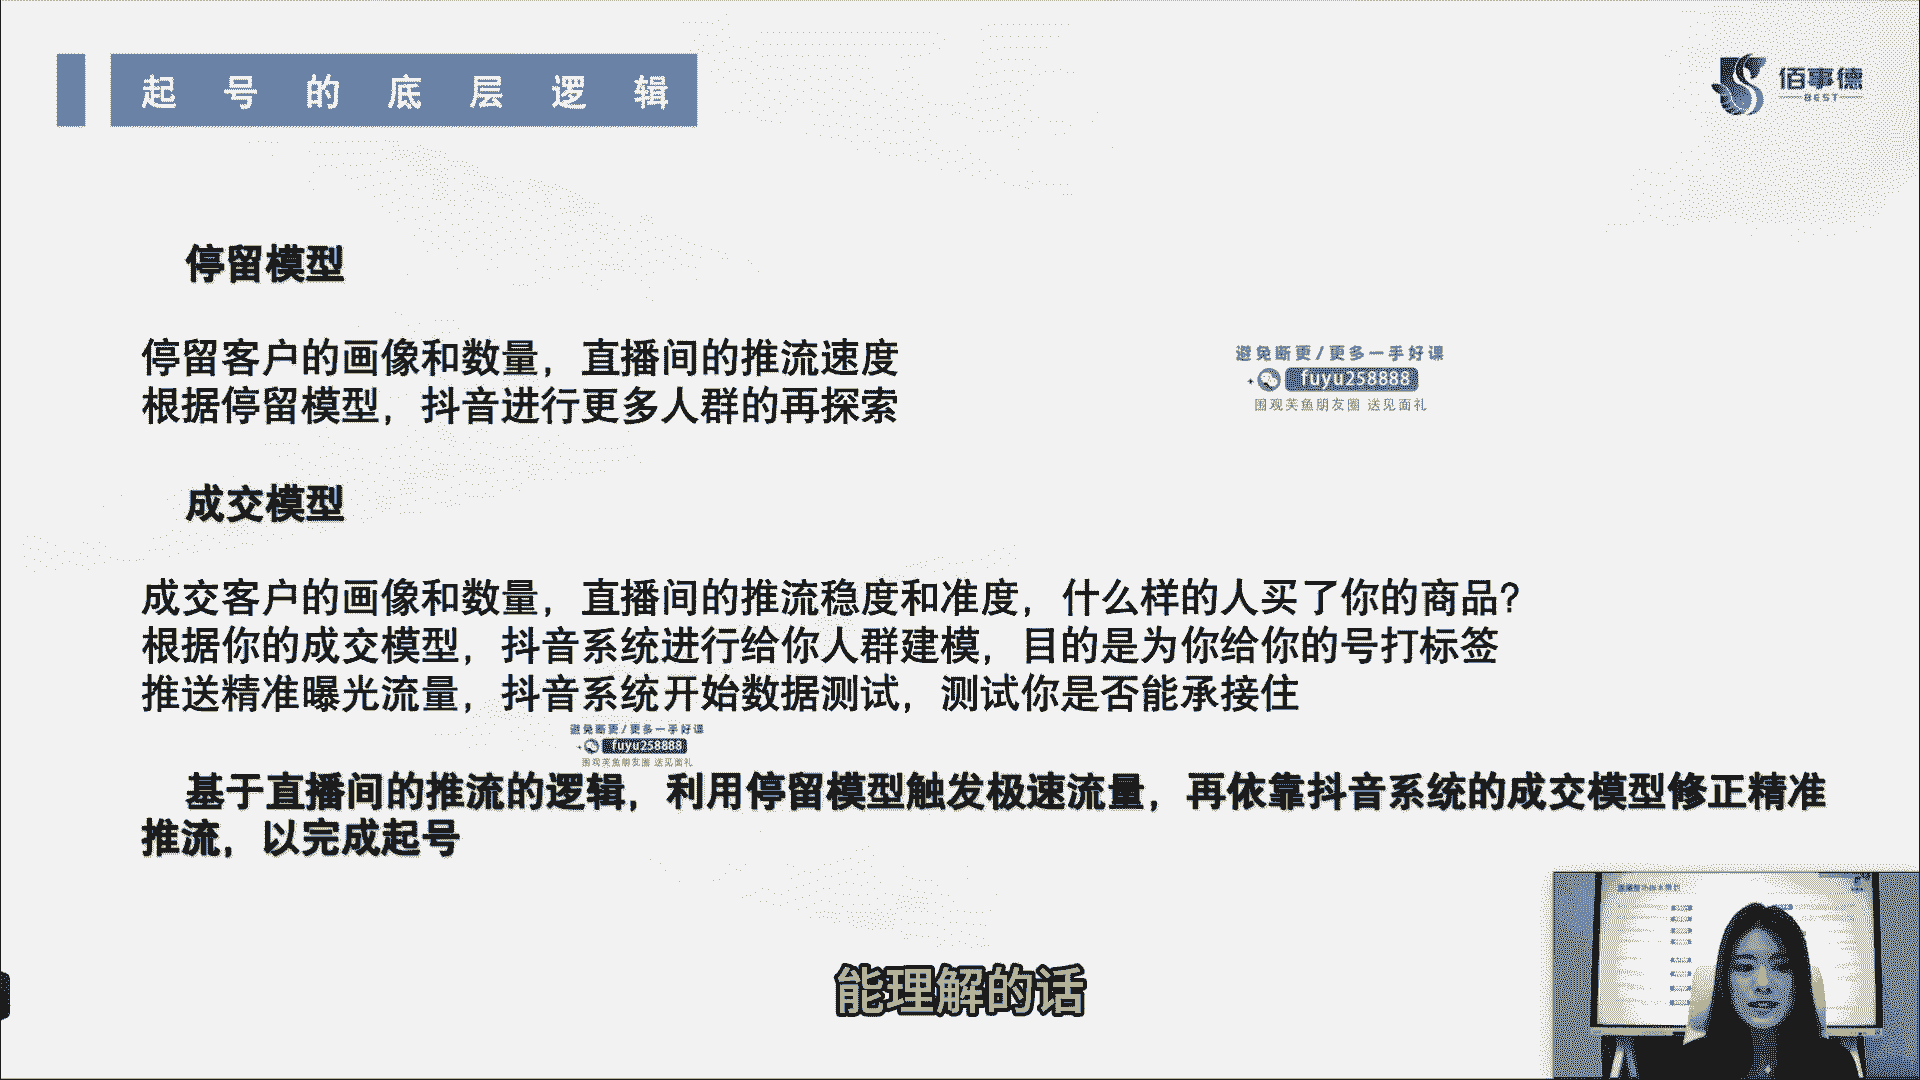 起号的底层逻辑
佰事德
BEST
停留模型
停留客户的画像和数量，直播间的推流速度
根据停留模型，抖音进行更多人群的再探索
避免断更/更多一手好课
fuyu258888
围观芙鱼朋友圈 送见面礼
成交模型
成交客户的画像和数量，直播间的推流稳度和准度，什么样的人买了你的商品？
根据你的成交模型，抖音系统进行给你人群建模，目的是为你给你的号打标签
推送精准曝光流量，抖音系统开始数据测试，测试你是否能承接住
避免断更/更多一手好课
fuyu258888
围观芙鱼朋友圈 送见面礼
基于直播间的推流的逻辑，利用停留模型触发极速流量，再依靠抖音系统的成交模型修正精准
推流，以完成起号
能理解的话